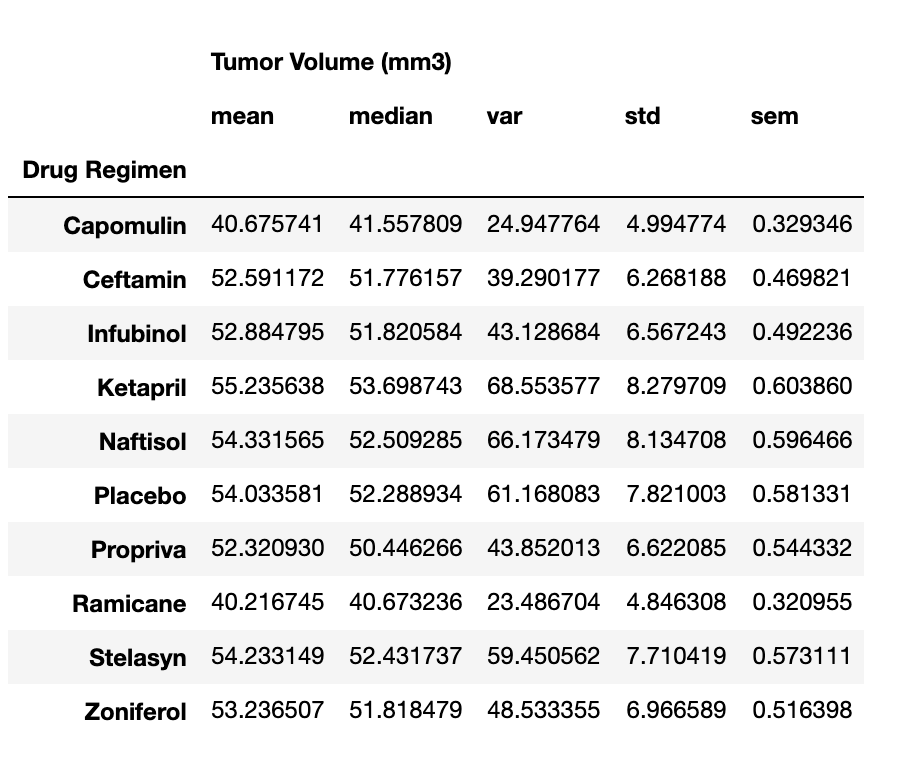 Tumor Volume (mm3)
mean median var std sem
Drug Regimen
Capomulin 40.675741 41.557809 24.947764 4.994774 0.329346
Ceftamin 52.591172 51.776157 39.290177 6.268188 0.469821
Infubinol 52.884795 51.820584 43.128684 6.567243 0.492236
Ketapril 55.235638 53.698743 68.553577 8.279709 0.603860
Naftisol 54.331565 52.509285 66.173479 8.134708 0.596466
Placebo 54.033581 52.288934 61.168083 7.821003 0.581331
Propriva 52.320930 50.446266 43.852013 6.622085 0.544332
Ramicane 40.216745 40.673236 23.486704 4.846308 0.320955
Stelasyn 54.233149 52.431737 59.450562 7.710419 0.573111
Zoniferol 53.236507 51.818479 48.533355 6.966589 0.516398